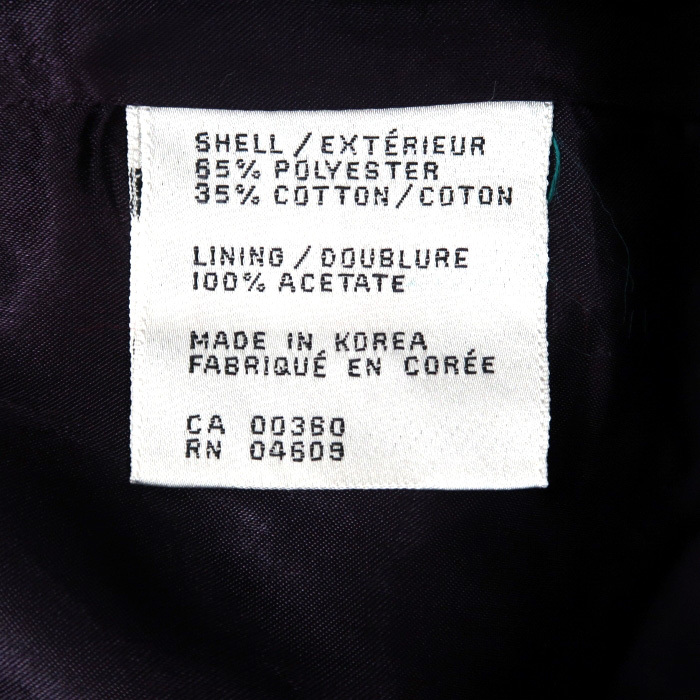 SHELL / EXTÉRIEUR
65% POLYESTER
35% COTTON / COTON
LINING / DOUBLURE
100% ACETATE
MADE IN KOREA
FABRIQUÉ EN CORÉE
CA 00360
RN 04609